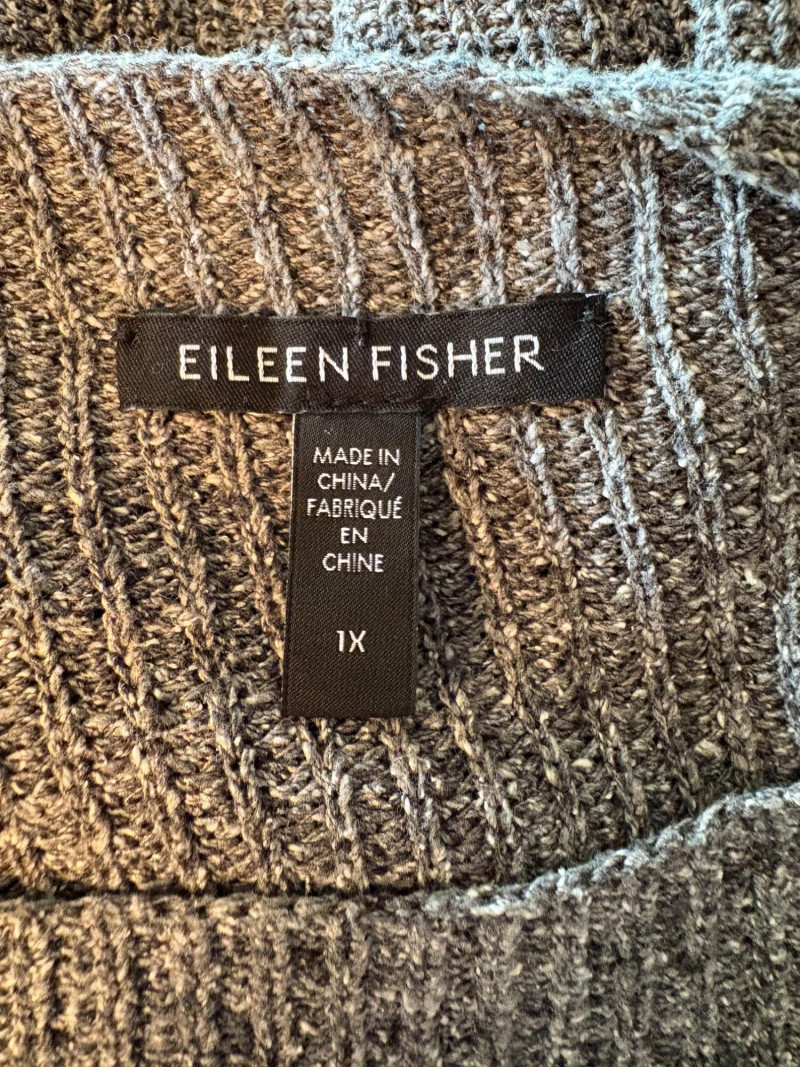 EILEEN FISHER
MADE IN
CHINA/
FABRIQUÉ
EN
CHINE
1X